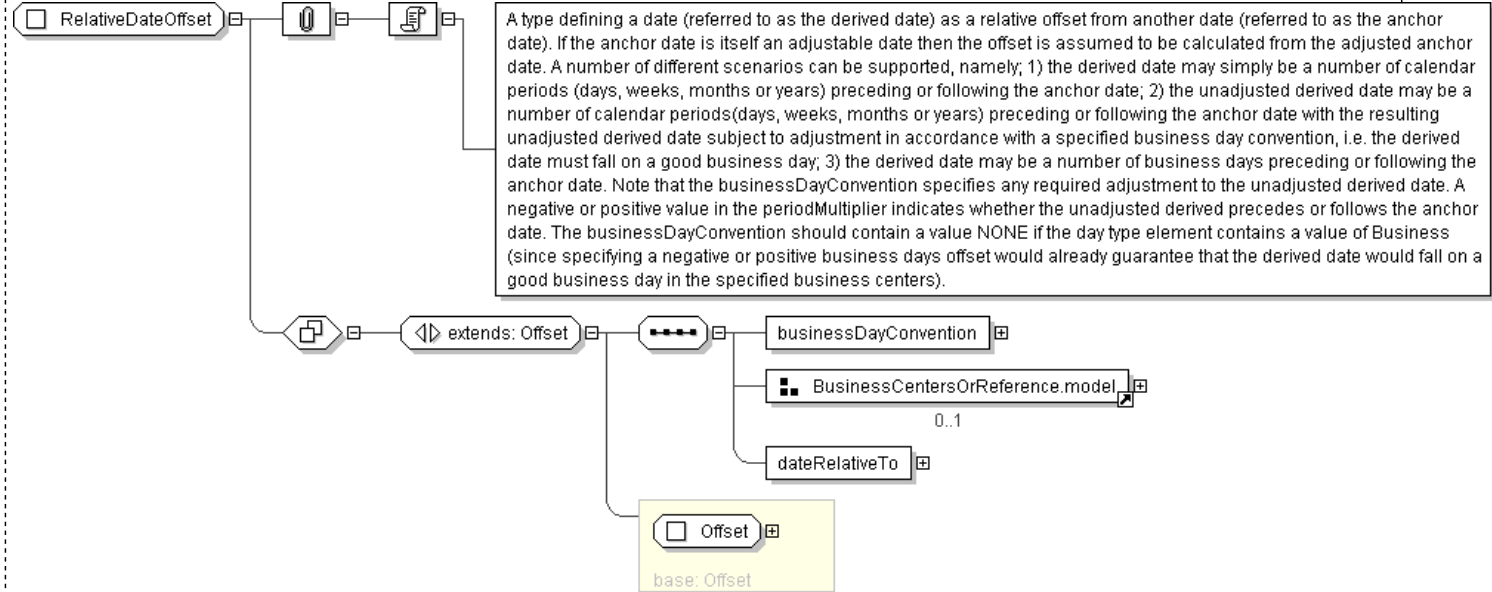 RelativeDateOffset
A type defining a date (referred to as the derived date) as a relative offset from another date (referred to as the anchor
date). If the anchor date is itself an adjustable date then the offset is assumed to be calculated from the adjusted anchor
date. A number of different scenarios can be supported, namely; 1) the derived date may simply be a number of calendar
periods (days, weeks, months or years) preceding or following the anchor date; 2) the unadjusted derived date may be a
number of calendar periods(days, weeks, months or years) preceding or following the anchor date with the resulting
unadjusted derived date subject to adjustment in accordance with a specified business day convention, i.e. the derived
date must fall on a good business day; 3) the derived date may be a number of business days preceding or following the
anchor date. Note that the businessDayConvention specifies any required adjustment to the unadjusted derived date. A
negative or positive value in the periodMultiplier indicates whether the unadjusted derived precedes or follows the anchor
date. The businessDayConvention should contain a value NONE if the day type element contains a value of Business
(since specifying a negative or positive business days offset would already guarantee that the derived date would fall on a
good business day in the specified business centers).
extends: Offset
businessDayConvention
BusinessCentersOrReference.model
0..1
dateRelativeTo
Offset
base: Offset